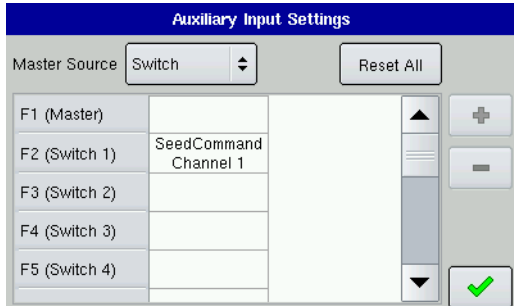 Auxiliary Input Settings
Master Source Switch Reset All
F1 (Master)
F2 (Switch 1) SeedCommand
Channel 1
F3 (Switch 2)
F4 (Switch 3)
F5 (Switch 4)